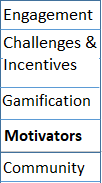 Engagement
Challenges &
Incentives
Gamification
Motivators
Community